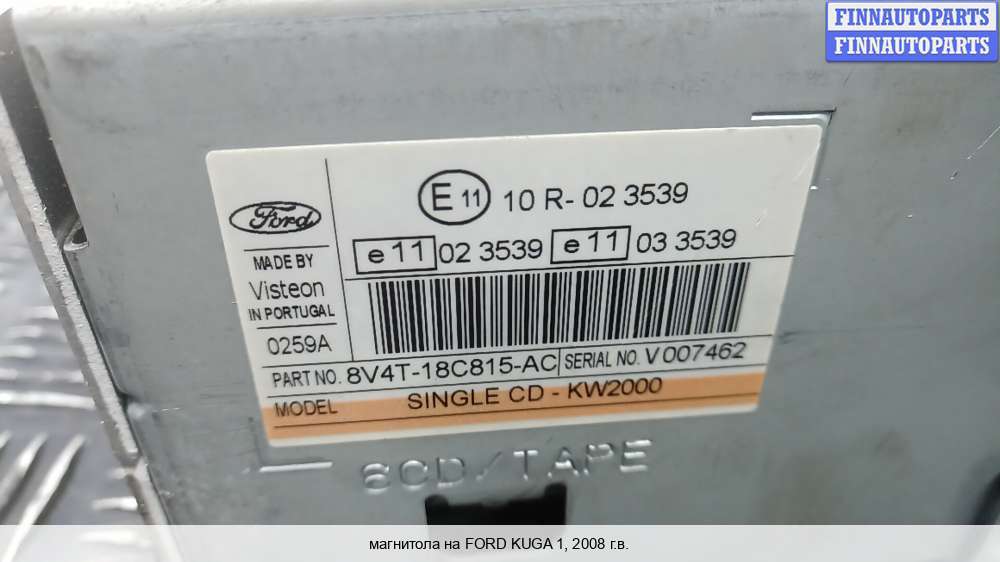 FINNAUTOPARTS
FINNAUTOPARTS
E 11 10 R- 02 3539
Ford
e 11 02 3539 e 11 03 3539
MADE BY
Visteon
IN PORTUGAL
0259A
PART NO. 8V4T-18C815-AC SERIAL NO. V 007462
MODEL SINGLE CD - KW2000
6CD/TAPE
магнитола на FORD KUGA 1, 2008 г.в.